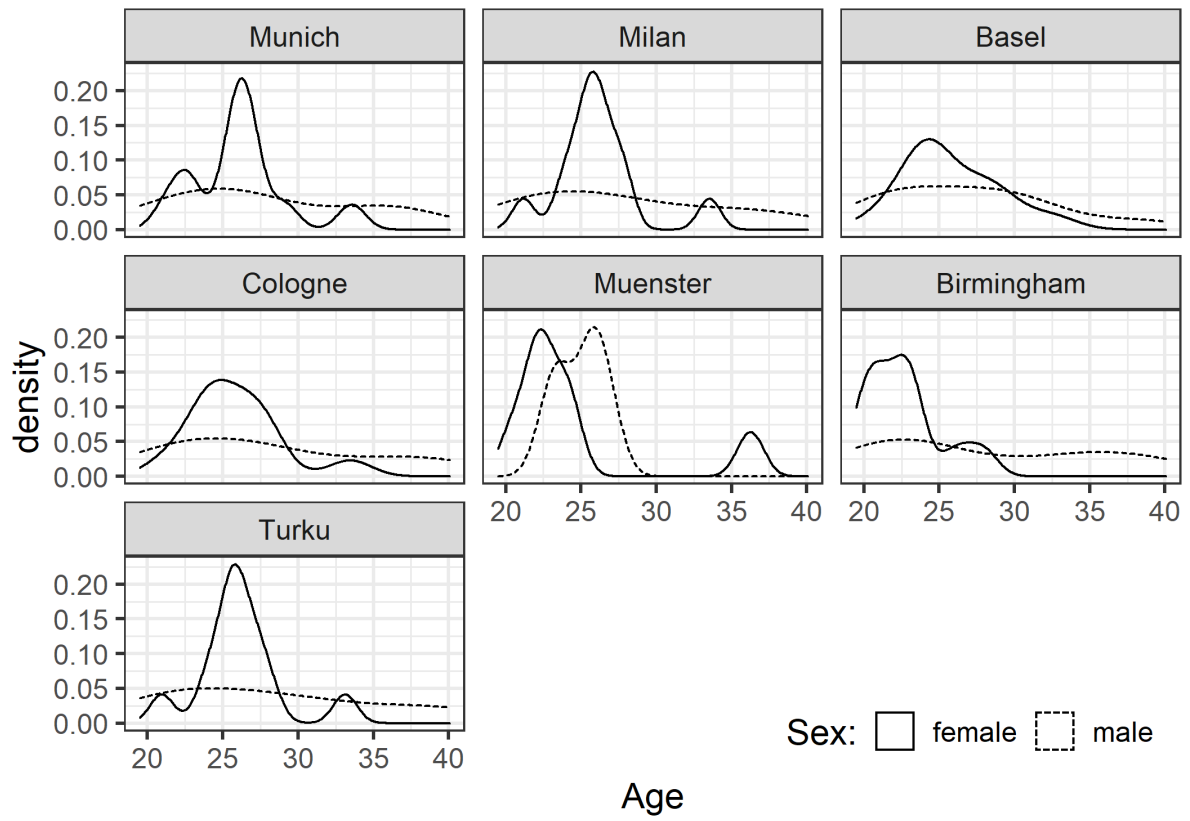 Munich Milan Basel
0.20
0.15
0.10
0.05
0.00
Cologne Muenster Birmingham
0.20
0.15
0.10
0.05
0.00
20 25 30 35 40 20 25 30 35 40
Turku
0.20
0.15
0.10
0.05
0.00
20 25 30 35 40
density
Age
Sex: female male